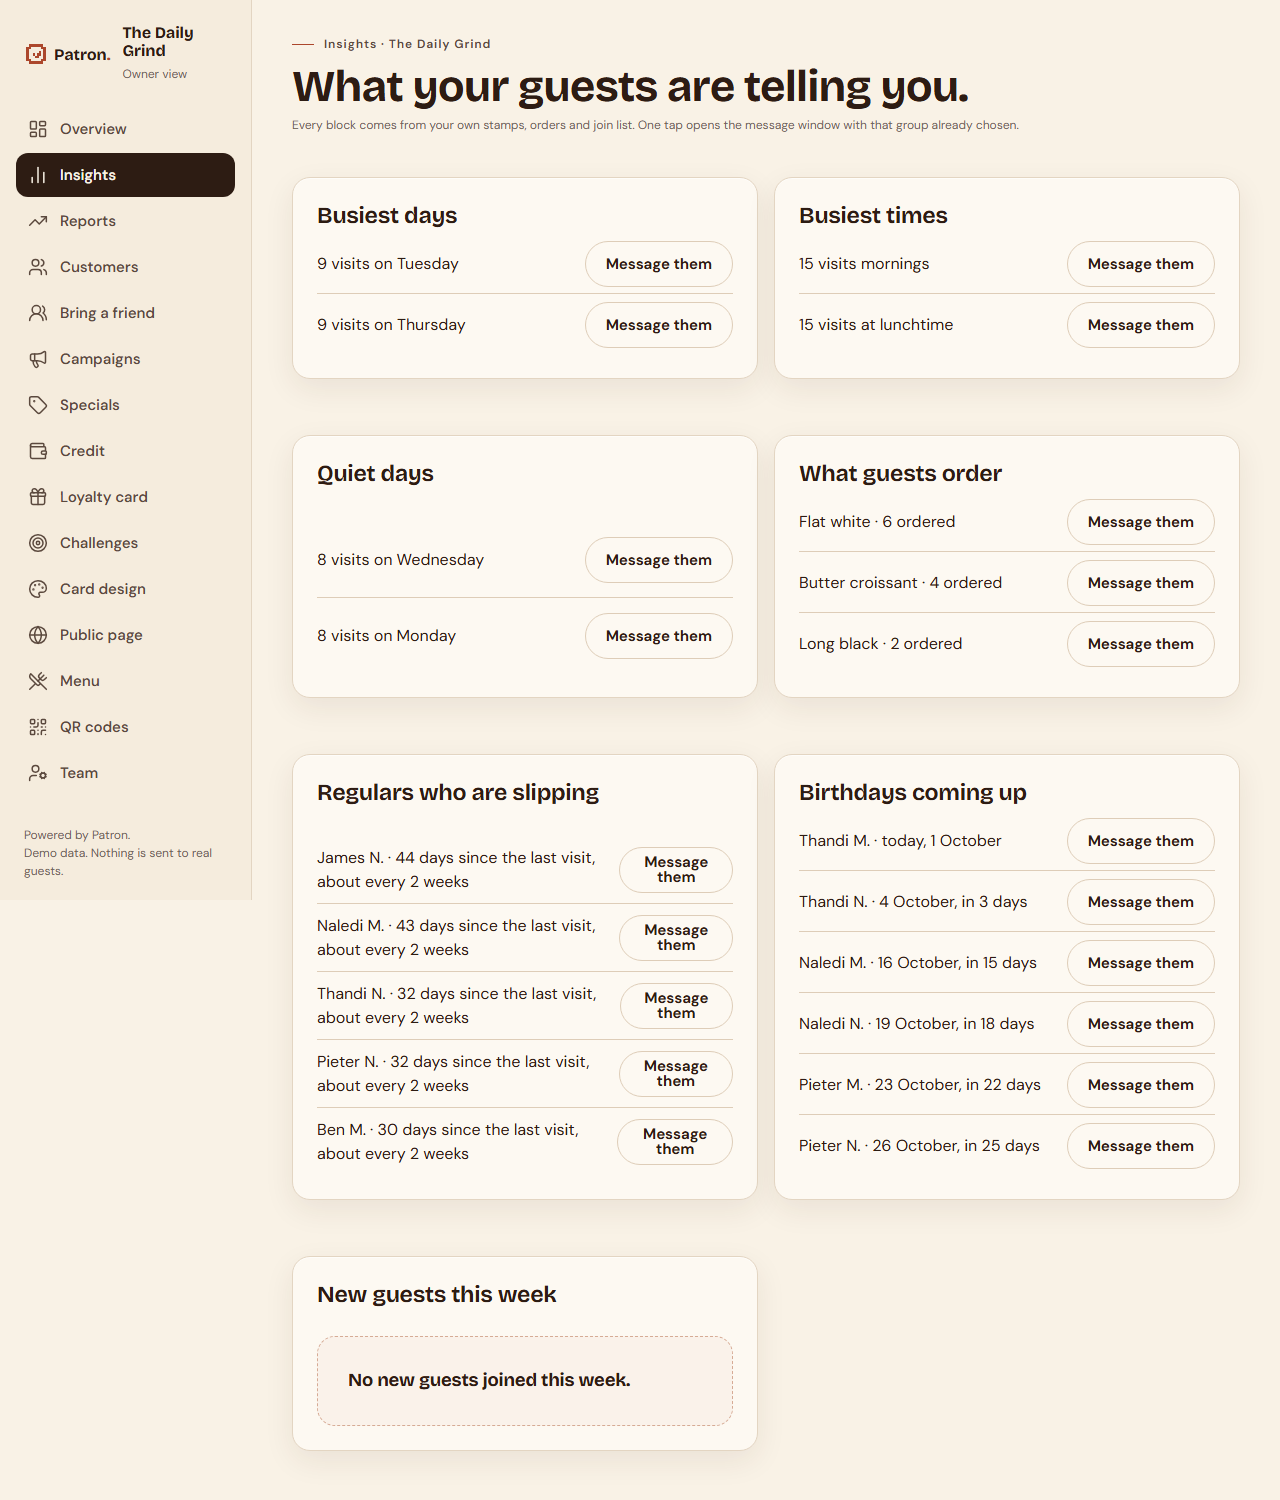 Patron.
The Daily
Grind
Owner view
Overview
Insights
Reports
Customers
Bring a friend
Campaigns
Specials
Credit
Loyalty card
Challenges
Card design
Public page
Menu
QR codes
Team
Powered by Patron.
Demo data. Nothing is sent to real
guests.
Insights · The Daily Grind
What your guests are telling you.
Every block comes from your own stamps, orders and join list. One tap opens the message window with that group already chosen.
Busiest days
9 visits on Tuesday
Message them
9 visits on Thursday
Message them
Busiest times
15 visits mornings
Message them
15 visits at lunchtime
Message them
Quiet days
8 visits on Wednesday
Message them
8 visits on Monday
Message them
What guests order
Flat white · 6 ordered
Message them
Butter croissant · 4 ordered
Message them
Long black · 2 ordered
Message them
Regulars who are slipping
James N. · 44 days since the last visit,
about every 2 weeks
Message
them
Naledi M. · 43 days since the last visit,
about every 2 weeks
Message
them
Thandi N. · 32 days since the last visit,
about every 2 weeks
Message
them
Pieter N. · 32 days since the last visit,
about every 2 weeks
Message
them
Ben M. · 30 days since the last visit,
about every 2 weeks
Message
them
Birthdays coming up
Thandi M. · today, 1 October
Message them
Thandi N. · 4 October, in 3 days
Message them
Naledi M. · 16 October, in 15 days
Message them
Naledi N. · 19 October, in 18 days
Message them
Pieter M. · 23 October, in 22 days
Message them
Pieter N. · 26 October, in 25 days
Message them
New guests this week
No new guests joined this week.